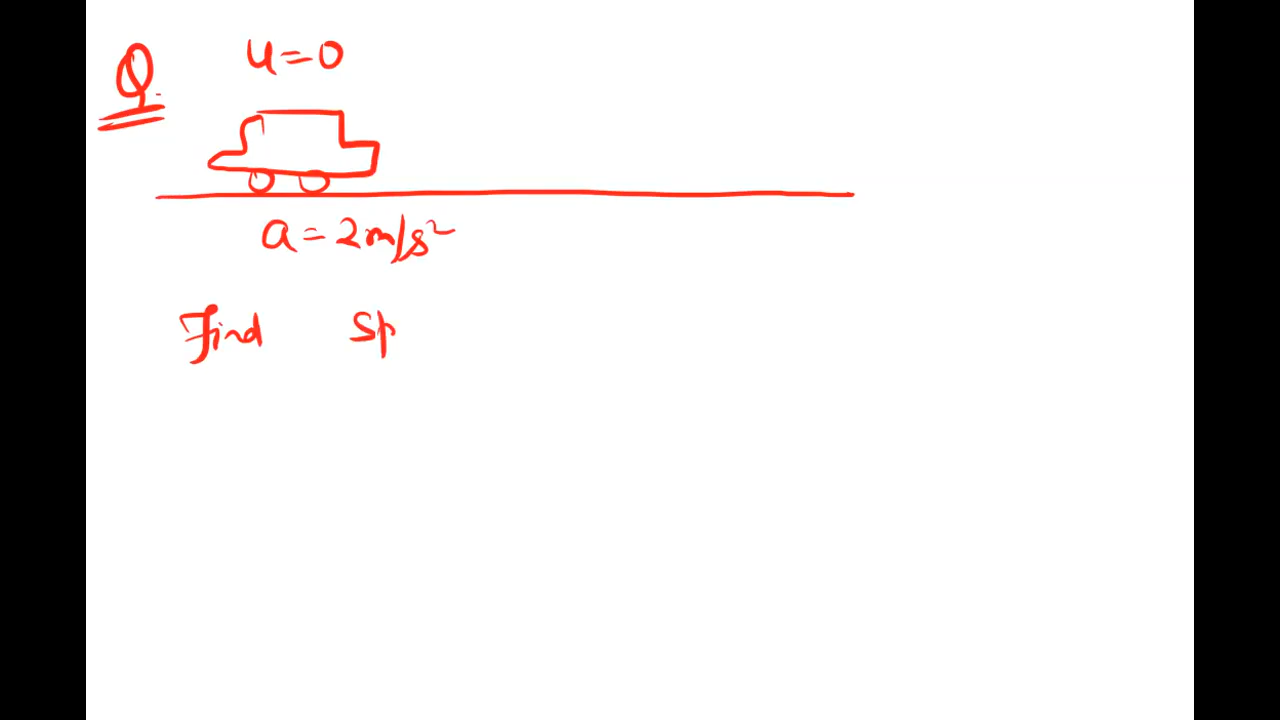 Q.
u=0
a = 2m/s²
Find sp